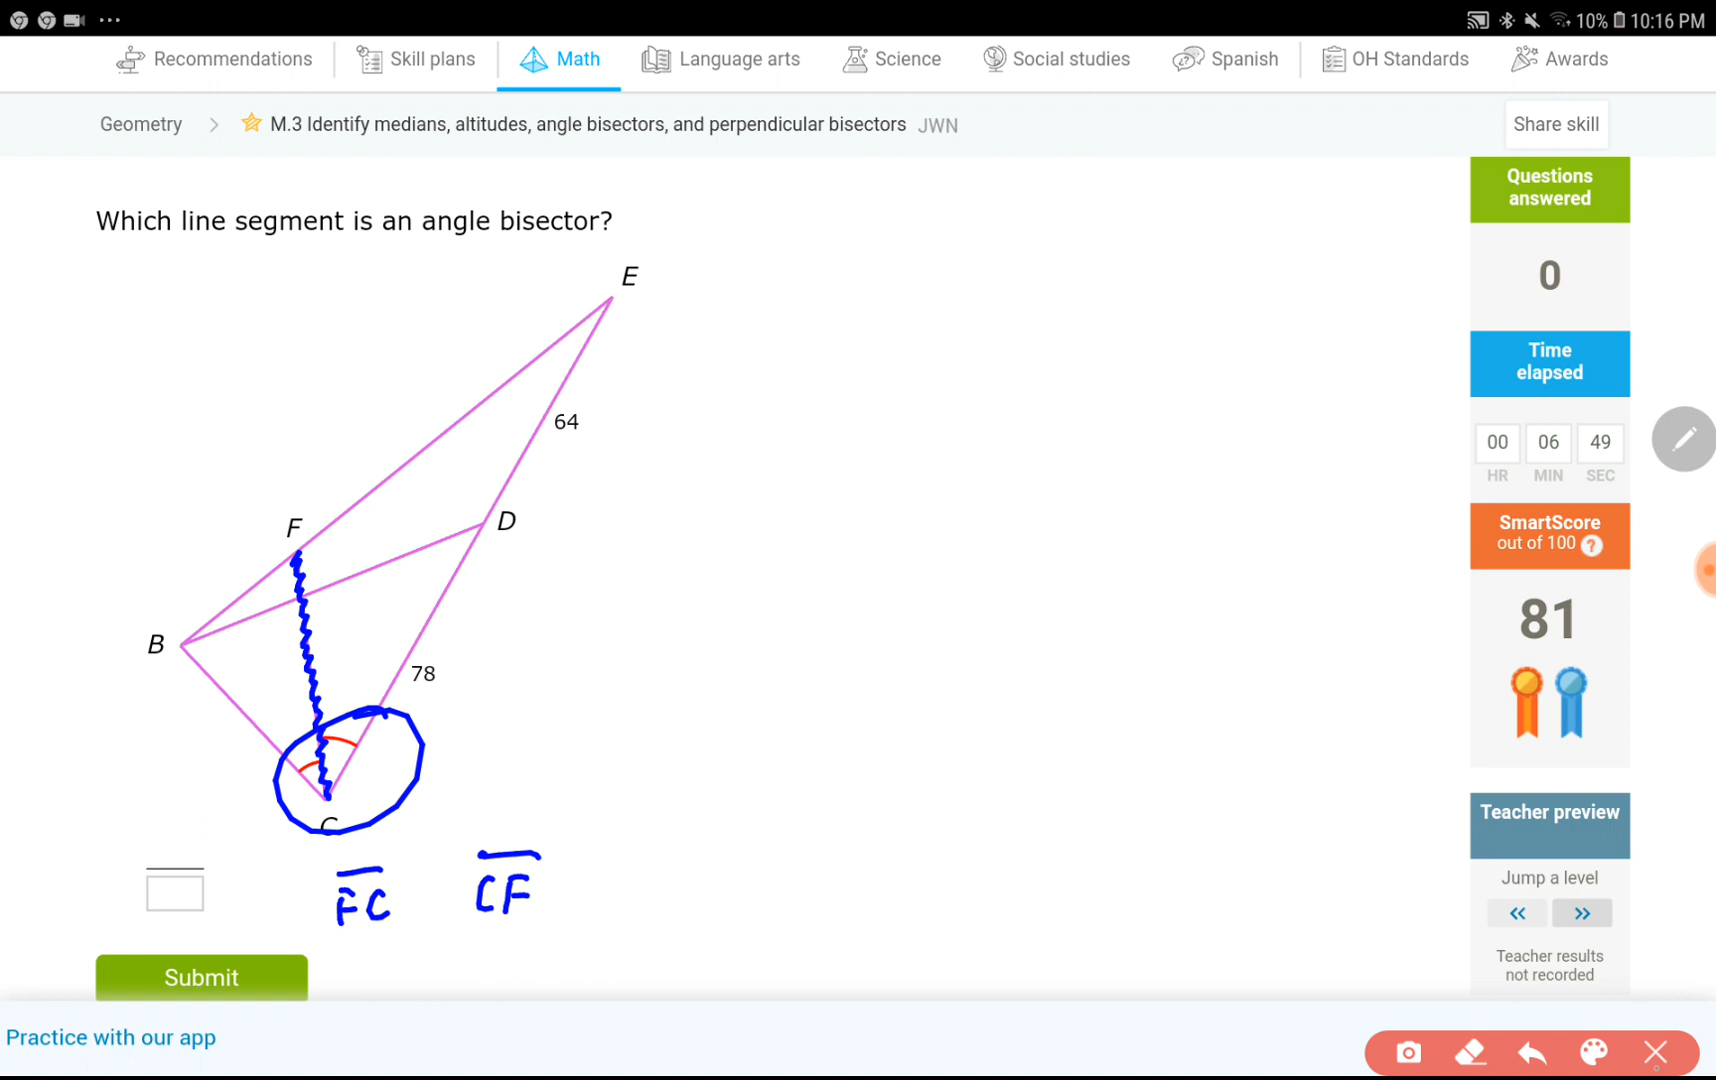 10% 10:16 PM
Recommendations Skill plans Math Language arts Science Social studies Spanish OH Standards Awards
Geometry > M.3 Identify medians, altitudes, angle bisectors, and perpendicular bisectors JWN
Share skill
Which line segment is an angle bisector?
E
64
F
D
B
78
C
FC CF
Submit
Practice with our app
Questions
answered
0
Time
elapsed
00 06 49
HR MIN SEC
SmartScore
out of 100 ?
81
Teacher preview
Jump a level
« »
Teacher results
not recorded